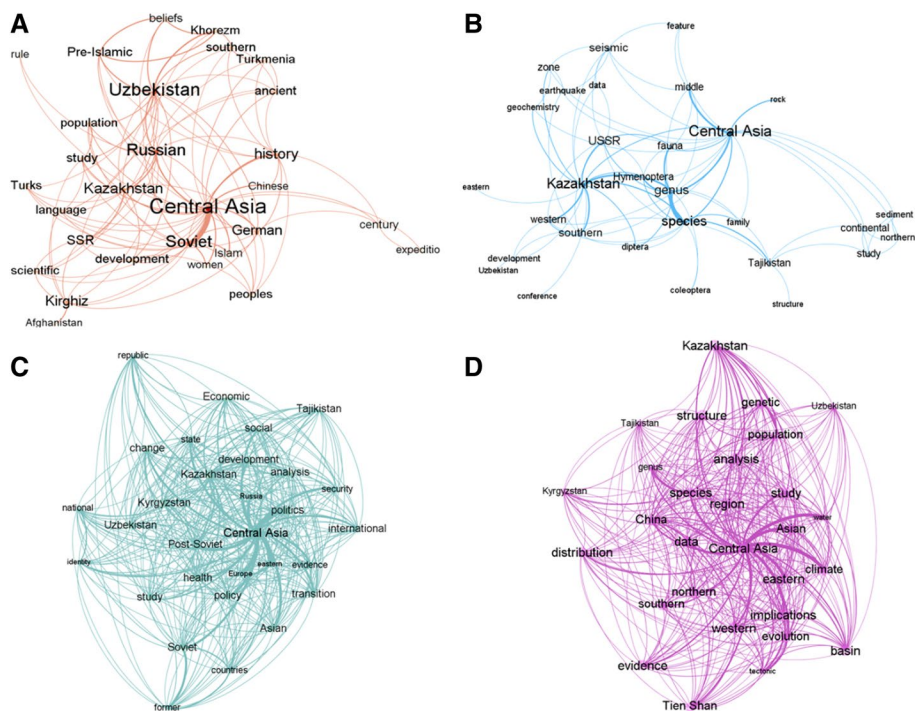 A
beliefs
Khorezm
Pre-Islamic
southern
rule
Turkmenia
Uzbekistan
ancient
population
Russian
study
history
Turks
Kazakhstan
Chinese
language
Central Asia
century
SSR
Soviet
German
Islam
expeditio
development
women
scientific
peoples
Kirghiz
Afghanistan
B
feature
seismic
zone
data
middle
earthquake
rock
geochemistry
Central Asia
USSR
fauna
Hymenoptera
eastern
Kazakhstan
genus
western
species
family
sediment
southern
continental
northern
diptera
study
development
Tajikistan
Uzbekistan
conference
coleoptera
structure
C
republic
Economic
Tajikistan
social
state
change
development
Kazakhstan
analysis
security
Russia
Kyrgyzstan
national
politics
Uzbekistan
international
Central Asia
Post-Soviet
identity
eastern
evidence
Europe
health
study
policy
transition
Asian
Soviet
countries
former
D
Kazakhstan
genetic
Uzbekistan
structure
Tajikistan
population
analysis
genus
Kyrgyzstan
species
study
region
China
water
Asian
data
Central Asia
distribution
climate
eastern
northern
southern
implications
western
evolution
basin
evidence
tectonic
Tien Shan